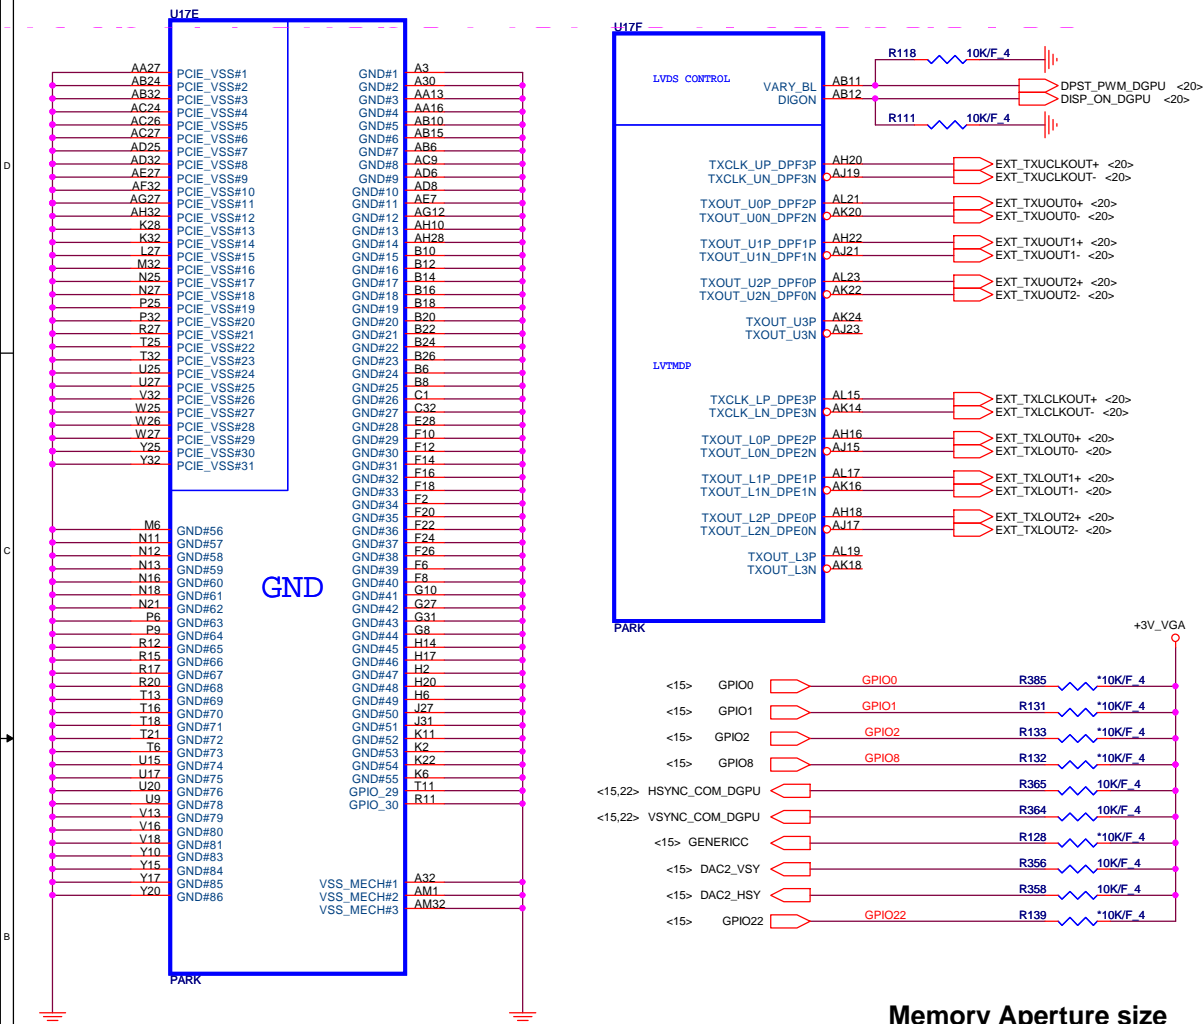 U17E
AA27 PCIE_VSS#1 GND#1 A3
AB24 PCIE_VSS#2 GND#2 A30
AB32 PCIE_VSS#3 GND#3 AA13
AC24 PCIE_VSS#4 GND#4 AA16
AC26 PCIE_VSS#5 GND#5 AB10
AC27 PCIE_VSS#6 GND#6 AB15
AD25 PCIE_VSS#7 GND#7 AB6
AD32 PCIE_VSS#8 GND#8 AC9
AE27 PCIE_VSS#9 GND#9 AD6
AF32 PCIE_VSS#10 GND#10 AD8
AG27 PCIE_VSS#11 GND#11 AE7
AH32 PCIE_VSS#12 GND#12 AG12
K28 PCIE_VSS#13 GND#13 AH10
K32 PCIE_VSS#14 GND#14 AH28
L27 PCIE_VSS#15 GND#15 B10
M32 PCIE_VSS#16 GND#16 B12
N25 PCIE_VSS#17 GND#17 B14
N27 PCIE_VSS#18 GND#18 B16
P25 PCIE_VSS#19 GND#19 B18
P32 PCIE_VSS#20 GND#20 B20
R27 PCIE_VSS#21 GND#21 B22
T25 PCIE_VSS#22 GND#22 B24
T32 PCIE_VSS#23 GND#23 B26
U25 PCIE_VSS#24 GND#24 B6
U27 PCIE_VSS#25 GND#25 B8
V32 PCIE_VSS#26 GND#26 C1
W25 PCIE_VSS#27 GND#27 C32
W26 PCIE_VSS#28 GND#28 E28
W27 PCIE_VSS#29 GND#29 F10
Y25 PCIE_VSS#30 GND#30 F12
Y32 PCIE_VSS#31 GND#31 F14
GND#32 F16
GND#33 F18
GND#34 F2
GND#35 F20
M6 GND#56 GND#36 F22
N11 GND#57 GND#37 F24
N12 GND#58 GND#38 F26
N13 GND#59 GND#39 F6
N16 GND#60 GND#40 F8
N18 GND#61 GND#41 G10
N21 GND#62 GND#42 G27
P6 GND#63 GND#43 G31
P9 GND#64 GND#44 G8
R12 GND#65 GND#45 H14
R15 GND#66 GND#46 H17
R17 GND#67 GND#47 H2
R20 GND#68 GND#48 H20
T13 GND#69 GND#49 H6
T16 GND#70 GND#50 J27
T18 GND#71 GND#51 J31
T21 GND#72 GND#52 K11
T6 GND#73 GND#53 K2
U15 GND#74 GND#54 K22
U17 GND#75 GND#55 K6
U20 GND#76 GPIO_29 T11
U9 GND#78 GPIO_30 R11
V13 GND#79
V16 GND#80
V18 GND#81
Y10 GND#83
Y15 GND#84
Y17 GND#85 VSS_MECH#1 A32
Y20 GND#86 VSS_MECH#2 AM1
VSS_MECH#3 AM32
GND
PARK
D
C
B
U17F
LVDS CONTROL
R118 10K/F_4
VARY_BL AB11 DPST_PWM_DGPU <20>
DIGON AB12 DISP_ON_DGPU <20>
R111 10K/F_4
TXCLK_UP_DPF3P AH20 EXT_TXUCLKOUT+ <20>
TXCLK_UN_DPF3N AJ19 EXT_TXUCLKOUT- <20>
TXOUT_U0P_DPF2P AL21 EXT_TXUOUT0+ <20>
TXOUT_U0N_DPF2N AK20 EXT_TXUOUT0- <20>
TXOUT_U1P_DPF1P AH22 EXT_TXUOUT1+ <20>
TXOUT_U1N_DPF1N AJ21 EXT_TXUOUT1- <20>
TXOUT_U2P_DPF0P AL23 EXT_TXUOUT2+ <20>
TXOUT_U2N_DPF0N AK22 EXT_TXUOUT2- <20>
TXOUT_U3P AK24
TXOUT_U3N AJ23
LVTMDP
TXCLK_LP_DPE3P AL15 EXT_TXLCLKOUT+ <20>
TXCLK_LN_DPE3N AK14 EXT_TXLCLKOUT- <20>
TXOUT_L0P_DPE2P AH16 EXT_TXLOUT0+ <20>
TXOUT_L0N_DPE2N AJ15 EXT_TXLOUT0- <20>
TXOUT_L1P_DPE1P AL17 EXT_TXLOUT1+ <20>
TXOUT_L1N_DPE1N AK16 EXT_TXLOUT1- <20>
TXOUT_L2P_DPE0P AH18 EXT_TXLOUT2+ <20>
TXOUT_L2N_DPE0N AJ17 EXT_TXLOUT2- <20>
TXOUT_L3P AL19
TXOUT_L3N AK18
PARK
+3V_VGA
<15> GPIO0 GPIO0 R385 *10K/F_4
<15> GPIO1 GPIO1 R131 *10K/F_4
<15> GPIO2 GPIO2 R133 *10K/F_4
<15> GPIO8 GPIO8 R132 *10K/F_4
<15,22> HSYNC_COM_DGPU R365 10K/F_4
<15,22> VSYNC_COM_DGPU R364 10K/F_4
<15> GENERICC R128 *10K/F_4
<15> DAC2_VSY R356 10K/F_4
<15> DAC2_HSY R358 10K/F_4
<15> GPIO22 GPIO22 R139 *10K/F_4
Memory Aperture size